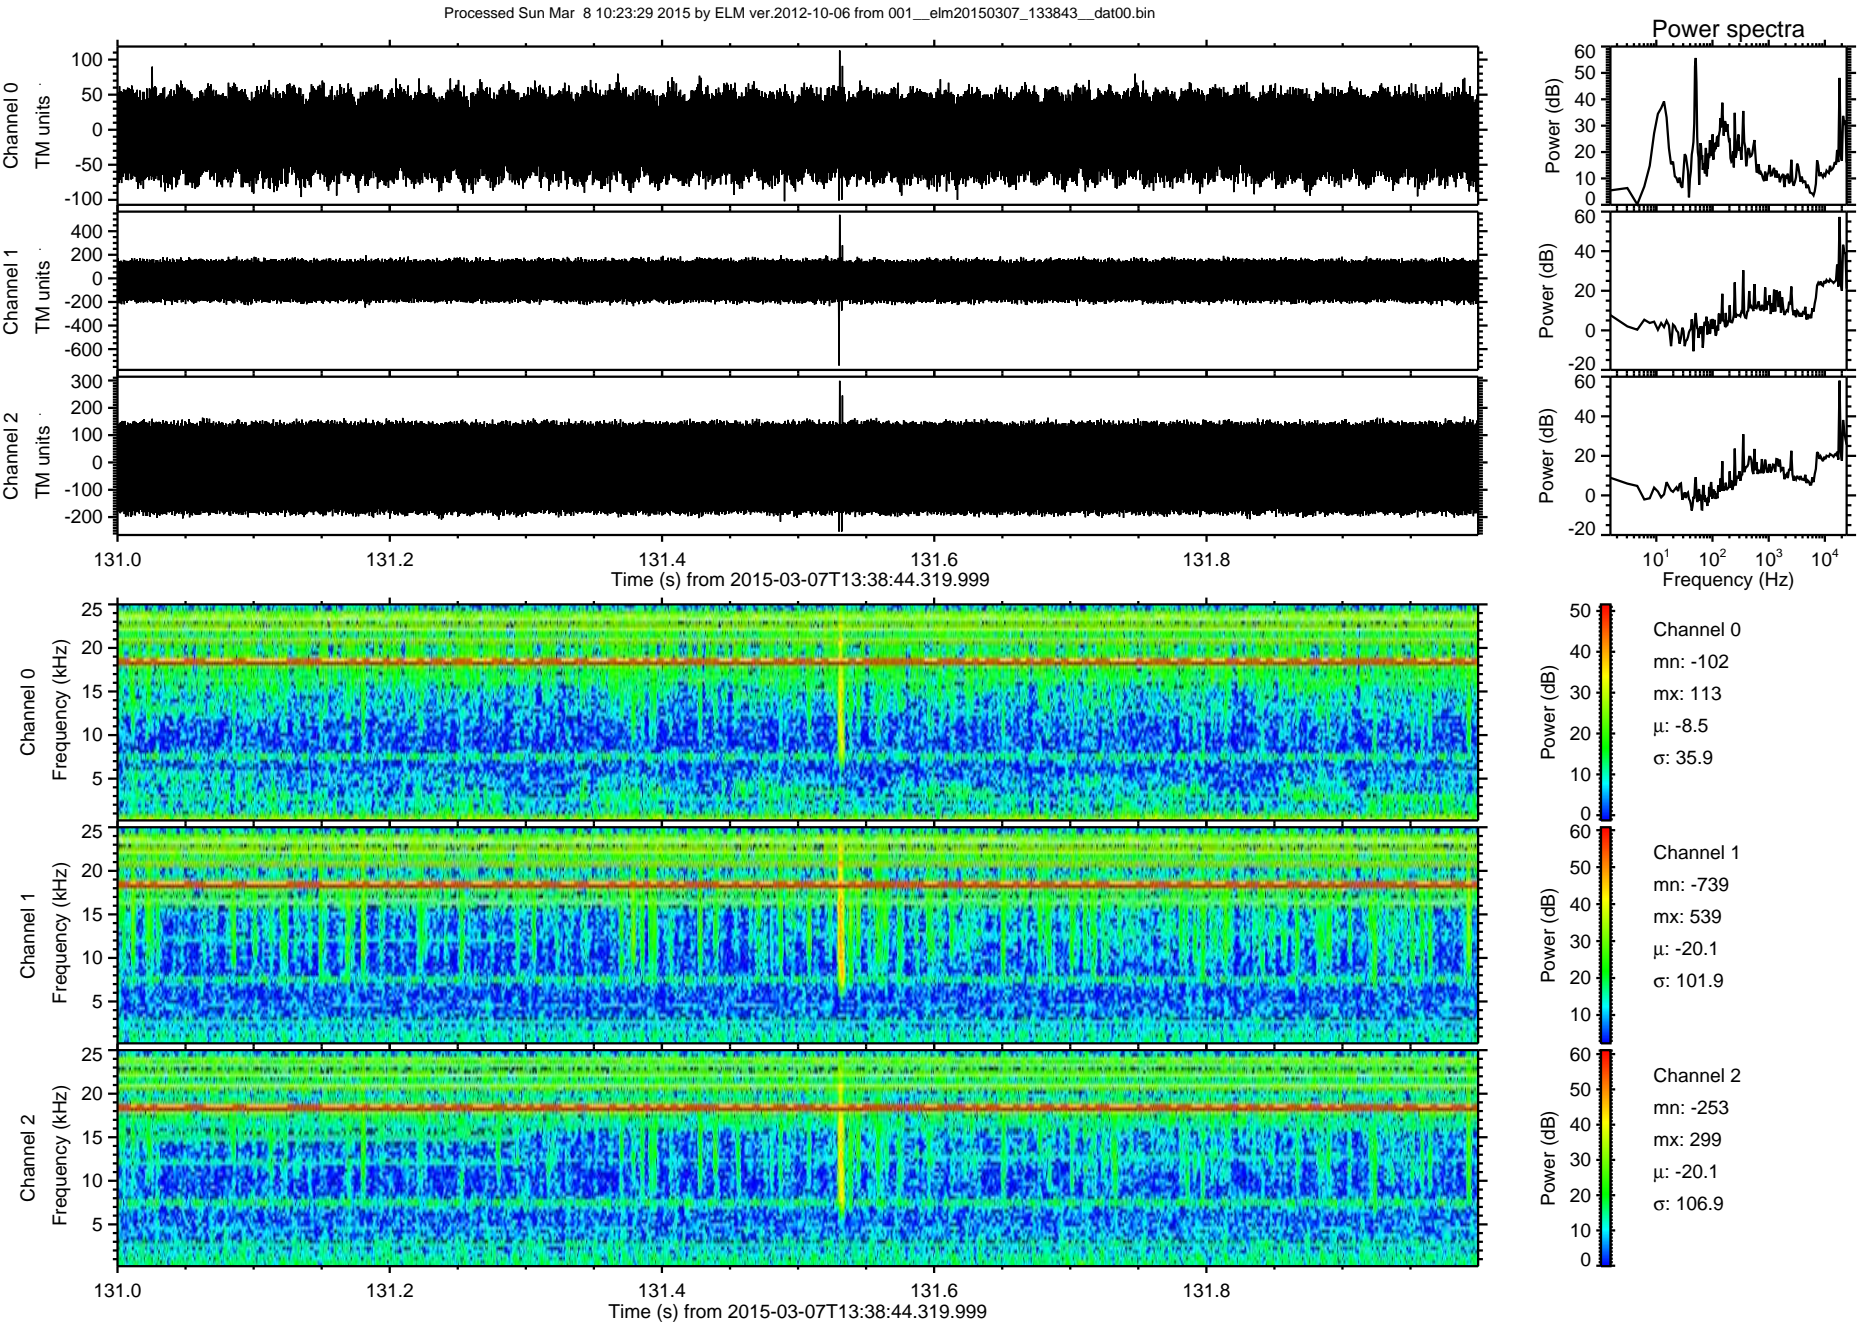 Processed Sun Mar  8 10:23:29 2015 by ELM ver.2012-10-06 from 001__elm20150307_133843__dat00.bin
Power spectra
Channel 0
TM units
100
50
0
-50
-100
Power (dB)
60
50
40
30
20
10
0
Channel 1
TM units
400
200
0
-200
-400
-600
Power (dB)
60
40
20
0
-20
Channel 2
TM units
300
200
100
0
-100
-200
Power (dB)
60
40
20
0
-20
131.0 131.2 131.4 131.6 131.8
Time (s) from 2015-03-07T13:38:44.319.999
10¹ 10² 10³ 10⁴
Frequency (Hz)
Channel 0
Frequency (kHz)
25
20
15
10
5
Power (dB)
50
40
30
20
10
0
Channel 0
mn: -102
mx: 113
µ: -8.5
σ: 35.9
Channel 1
Frequency (kHz)
25
20
15
10
5
Power (dB)
60
50
40
30
20
10
Channel 1
mn: -739
mx: 539
µ: -20.1
σ: 101.9
Channel 2
Frequency (kHz)
25
20
15
10
5
Power (dB)
60
50
40
30
20
10
0
Channel 2
mn: -253
mx: 299
µ: -20.1
σ: 106.9
131.0 131.2 131.4 131.6 131.8
Time (s) from 2015-03-07T13:38:44.319.999